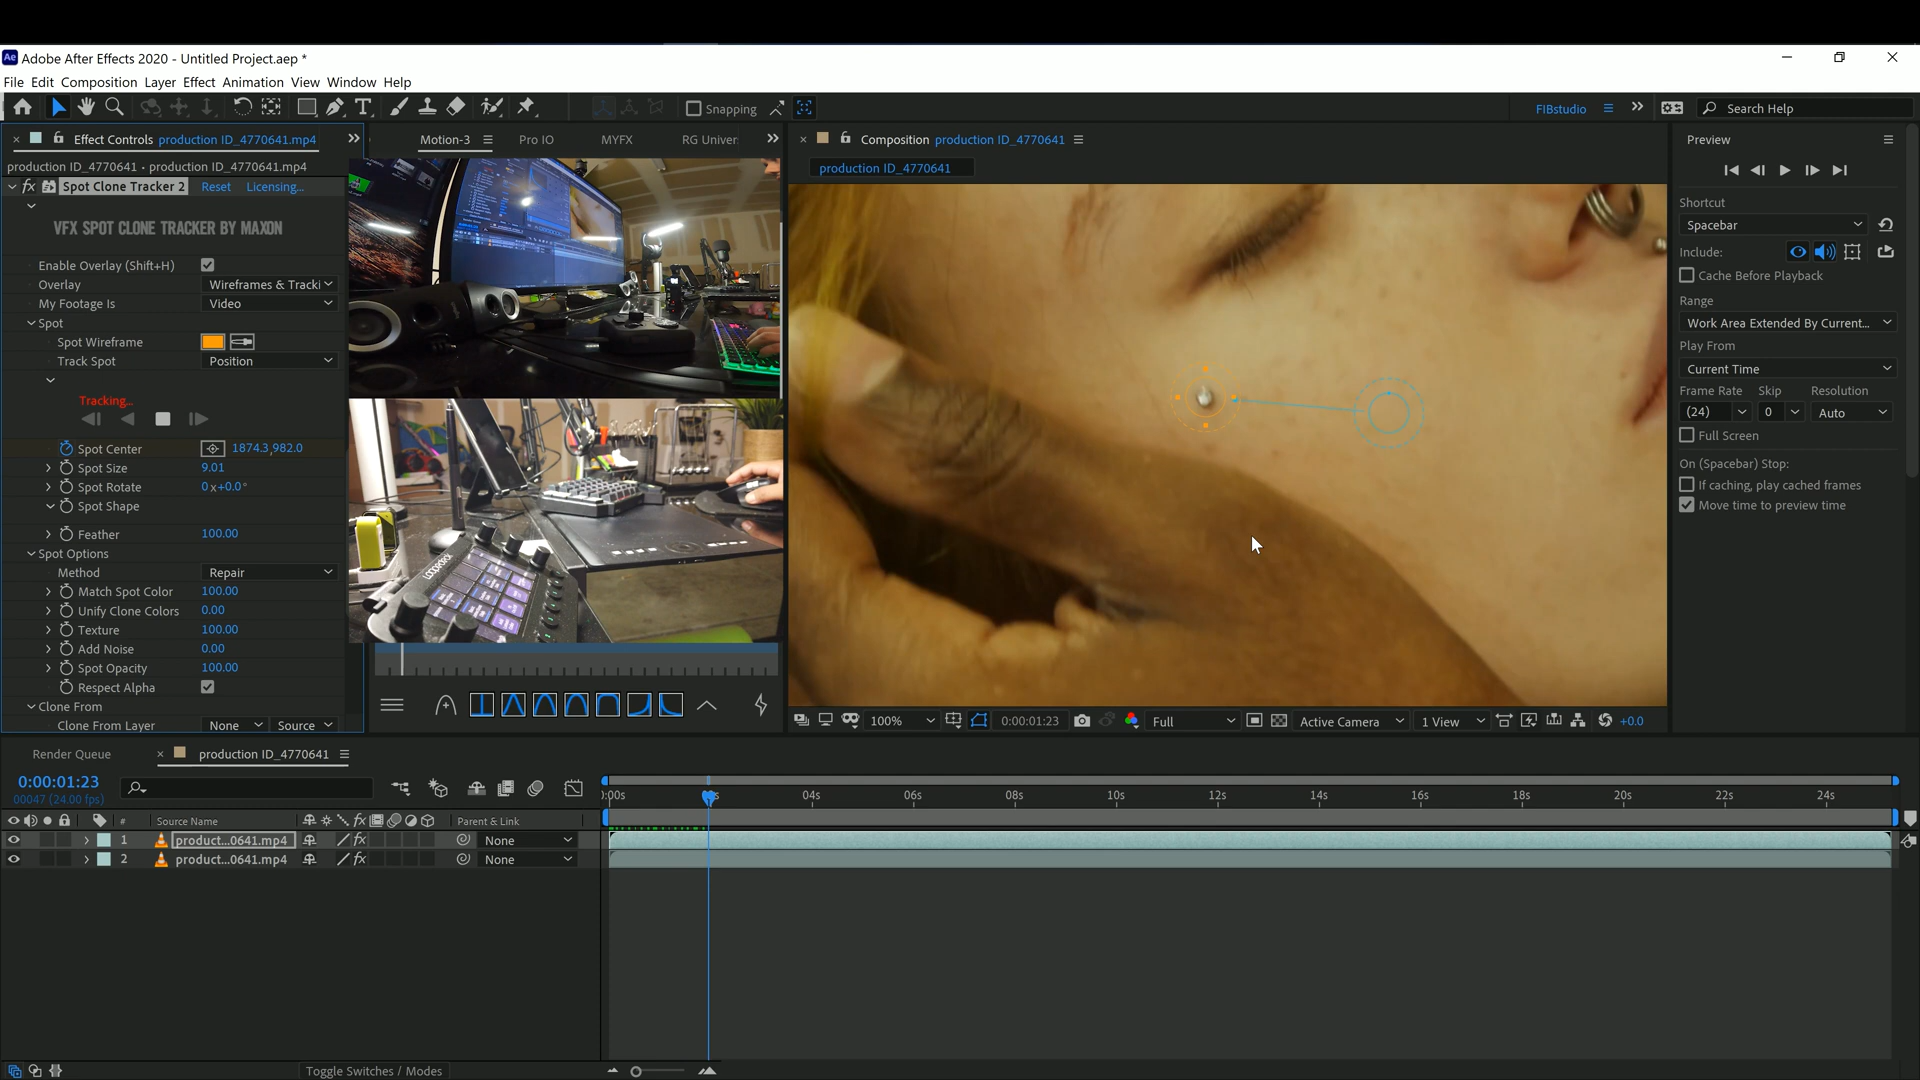 Ae Adobe After Effects 2020 - Untitled Project.aep *
File Edit Composition Layer Effect Animation View Window Help
Snapping
FIBstudio
Search Help
Effect Controls production ID_4770641.mp4
production ID_4770641 • production ID_4770641.mp4
fx Spot Clone Tracker 2 Reset Licensing...
VFX SPOT CLONE TRACKER BY MAXON
Enable Overlay (Shift+H)
Overlay Wireframes & Tracki
My Footage Is Video
Spot
Spot Wireframe
Track Spot Position
Tracking...
Spot Center 1874.3,982.0
Spot Size 9.01
Spot Rotate 0x+0.0°
Spot Shape
Feather 100.00
Spot Options
Method Repair
Match Spot Color 100.00
Unify Clone Colors 0.00
Texture 100.00
Add Noise 0.00
Spot Opacity 100.00
Respect Alpha
Clone From
Clone From Layer None Source
Motion-3 Pro IO MYFX RG Univer
LOUPEDECK
Composition production ID_4770641
production ID_4770641
100% 0:00:01:23 Full Active Camera 1 View +0.0
Preview
Shortcut
Spacebar
Include:
Cache Before Playback
Range
Work Area Extended By Current...
Play From
Current Time
Frame Rate Skip Resolution
(24) 0 Auto
Full Screen
On (Spacebar) Stop:
If caching, play cached frames
Move time to preview time
Render Queue production ID_4770641
0:00:01:23
00047 (24.00 fps)
# Source Name fx Parent & Link
1 product...0641.mp4 fx None
2 product...0641.mp4 fx None
:00s 04s 06s 08s 10s 12s 14s 16s 18s 20s 22s 24s
Toggle Switches / Modes